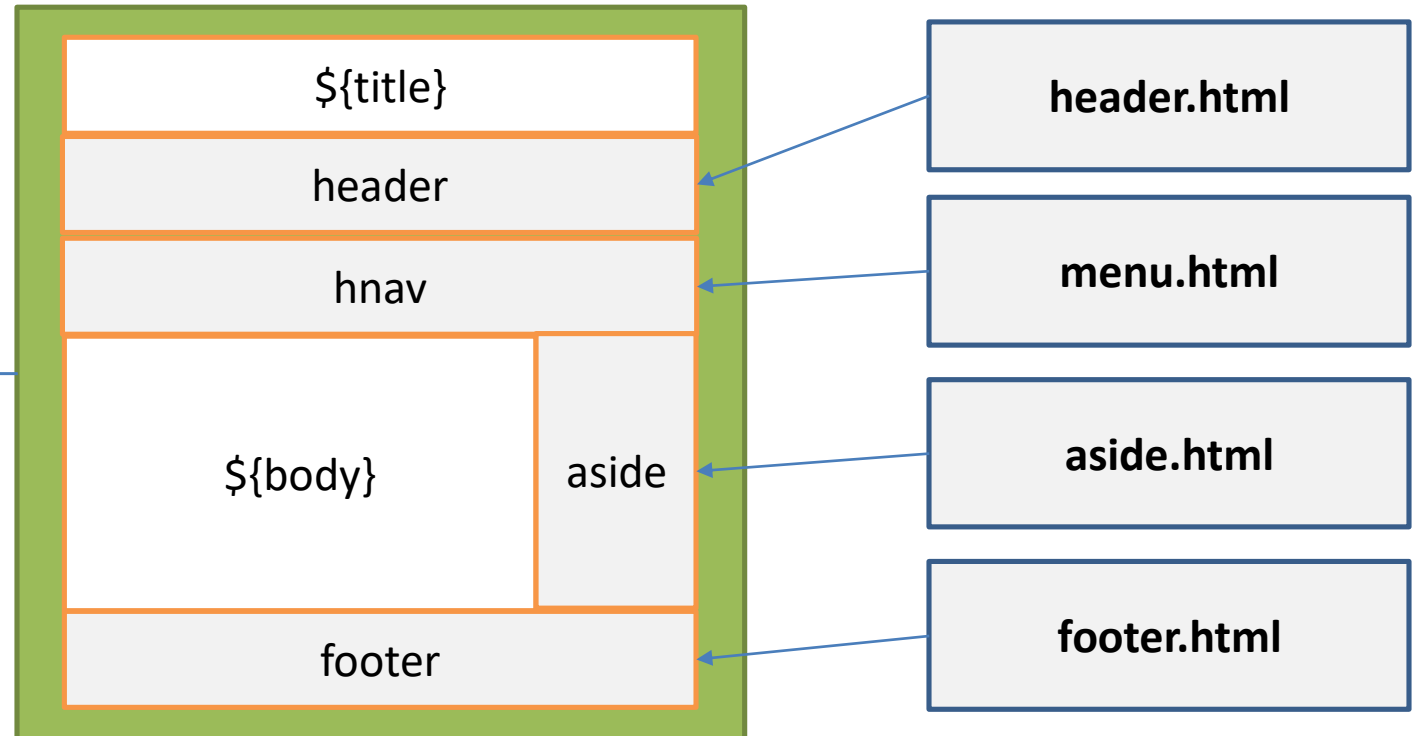 ${title}
header
hnav
${body}
aside
footer
header.html
menu.html
aside.html
footer.html